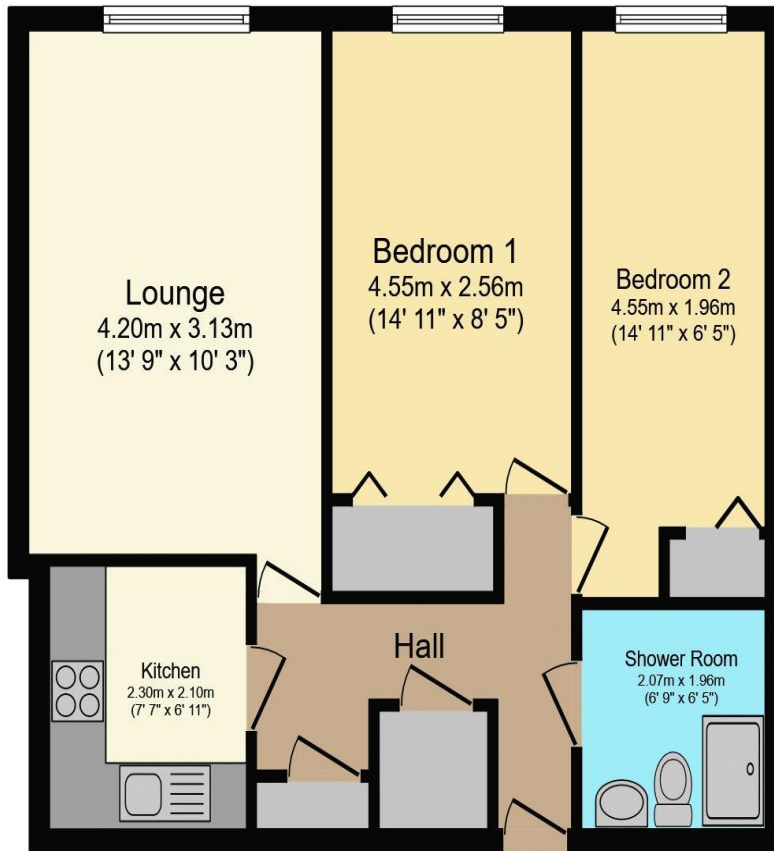 Lounge
4.20m x 3.13m
(13' 9" x 10' 3")
Bedroom 1
4.55m x 2.56m
(14' 11" x 8' 5")
Bedroom 2
4.55m x 1.96m
(14' 11" x 6' 5")
Kitchen
2.30m x 2.10m
(7' 7" x 6' 11")
Hall
Shower Room
2.07m x 1.96m
(6' 9" x 6' 5")